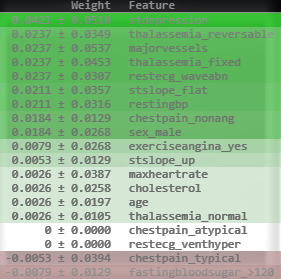 Weight Feature
0.0421 ± 0.0516 stdepression
0.0237 ± 0.0349 thalassemia_reversable
0.0237 ± 0.0537 majorvessels
0.0237 ± 0.0453 thalassemia_fixed
0.0237 ± 0.0307 restecg_waveabn
0.0211 ± 0.0357 stslope_flat
0.0211 ± 0.0316 restingbp
0.0184 ± 0.0129 chestpain_nonang
0.0184 ± 0.0268 sex_male
0.0079 ± 0.0268 exerciseangina_yes
0.0053 ± 0.0129 stslope_up
0.0026 ± 0.0387 maxheartrate
0.0026 ± 0.0258 cholesterol
0.0026 ± 0.0197 age
0.0026 ± 0.0105 thalassemia_normal
0 ± 0.0000 chestpain_atypical
0 ± 0.0000 restecg_venthyper
-0.0053 ± 0.0394 chestpain_typical
-0.0079 ± 0.0129 fastingbloodsugar_>120